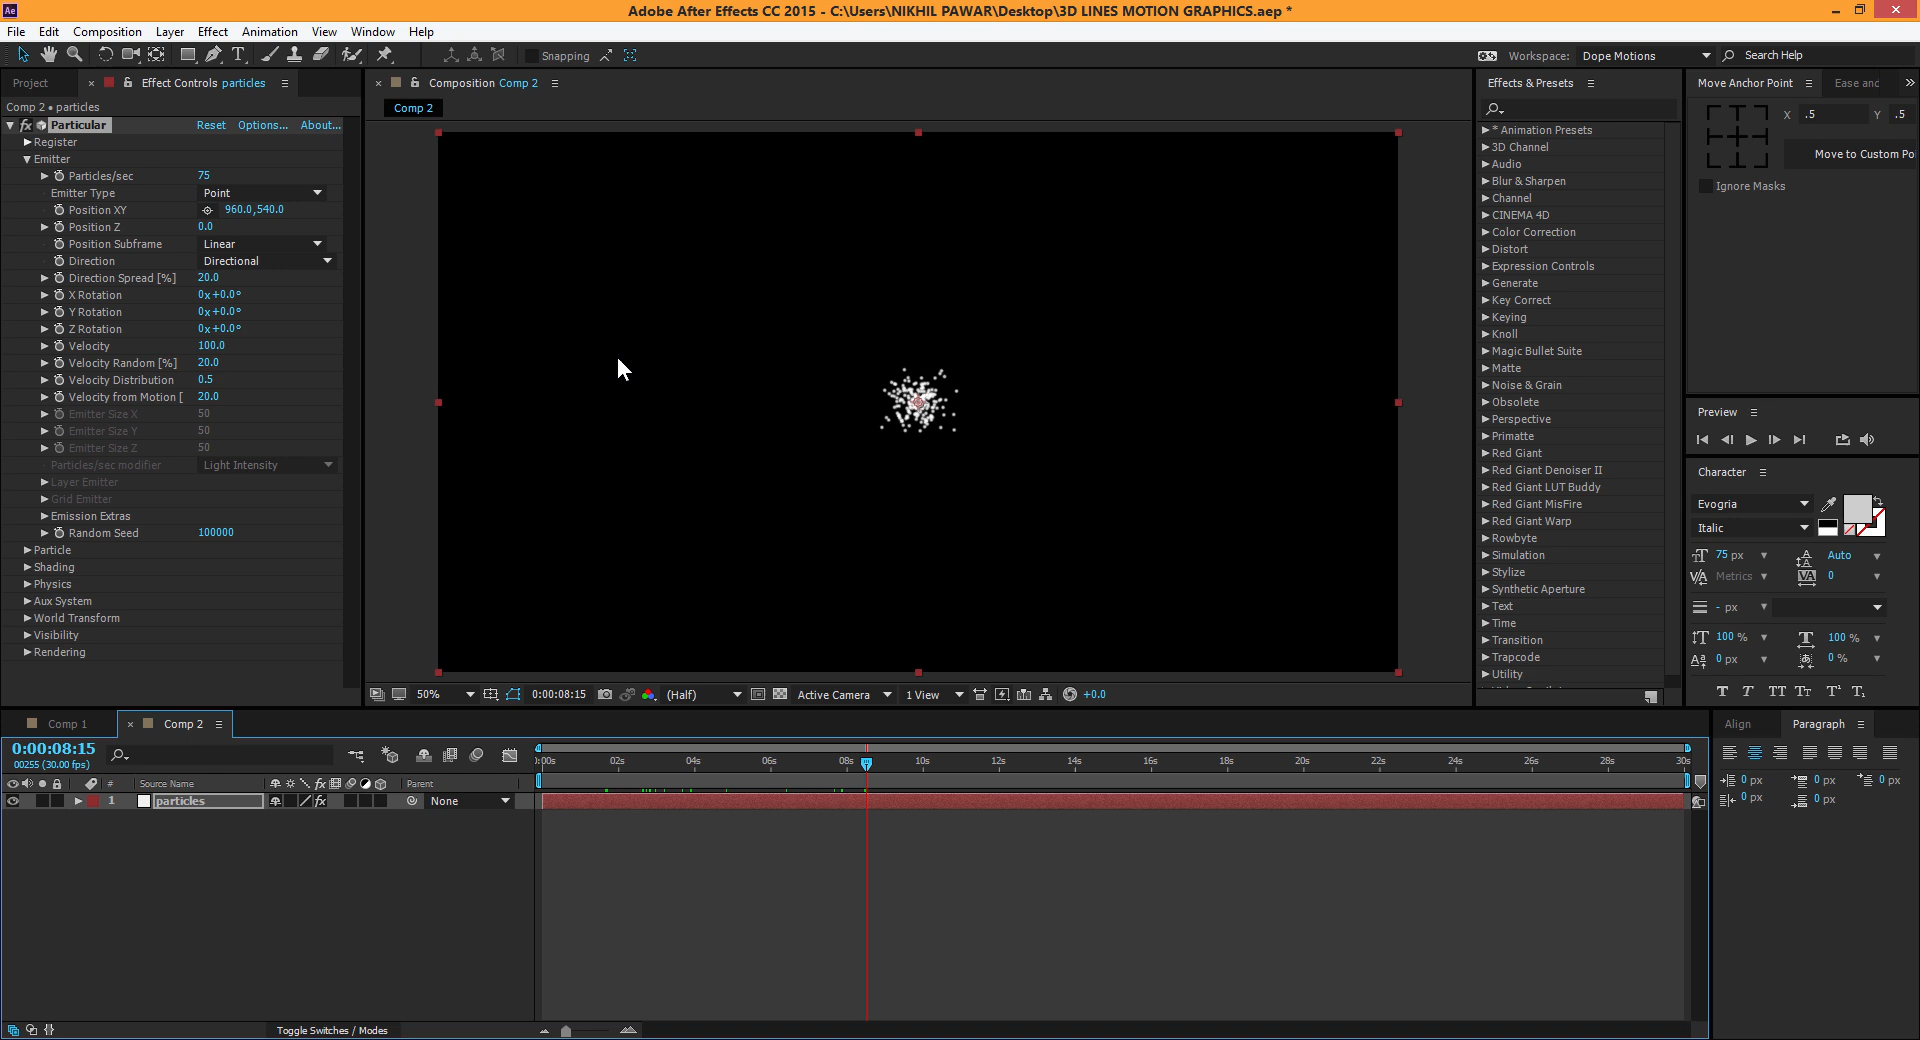 Ae
Adobe After Effects CC 2015 - C:\Users\NIKHIL PAWAR\Desktop\3D LINES MOTION GRAPHICS.aep *
File Edit Composition Layer Effect Animation View Window Help
Snapping
Workspace: Dope Motions Search Help
Project
Effect Controls particles
Comp 2 • particles
fx Particular Reset Options... About...
Register
Emitter
Particles/sec 75
Emitter Type Point
Position XY 960.0,540.0
Position Z 0.0
Position Subframe Linear
Direction Directional
Direction Spread [%] 20.0
X Rotation 0x+0.0°
Y Rotation 0x+0.0°
Z Rotation 0x+0.0°
Velocity 100.0
Velocity Random [%] 20.0
Velocity Distribution 0.5
Velocity from Motion [ 20.0
Emitter Size X 50
Emitter Size Y 50
Emitter Size Z 50
Particles/sec modifier Light Intensity
Layer Emitter
Grid Emitter
Emission Extras
Random Seed 100000
Particle
Shading
Physics
Aux System
World Transform
Visibility
Rendering
Composition Comp 2
Comp 2
50% 0:00:08:15 (Half) Active Camera 1 View +0.0
Effects & Presets
* Animation Presets
3D Channel
Audio
Blur & Sharpen
Channel
CINEMA 4D
Color Correction
Distort
Expression Controls
Generate
Key Correct
Keying
Knoll
Magic Bullet Suite
Matte
Noise & Grain
Obsolete
Perspective
Primatte
Red Giant
Red Giant Denoiser II
Red Giant LUT Buddy
Red Giant MisFire
Red Giant Warp
Rowbyte
Simulation
Stylize
Synthetic Aperture
Text
Time
Transition
Trapcode
Utility
Move Anchor Point Ease and
X .5 Y .5
Move to Custom Po
Ignore Masks
Preview
Character
Evogria
Italic
75 px Auto
Metrics 0
- px
100 % 100 %
0 px 0 %
T T TT Tr T¹ T₁
Comp 1
Comp 2
0:00:08:15
00255 (30.00 fps)
:00s 02s 04s 06s 08s 10s 12s 14s 16s 18s 20s 22s 24s 26s 28s 30s
# Source Name fx Parent
1 particles fx None
Toggle Switches / Modes
Align Paragraph
0 px 0 px 0 px
0 px 0 px